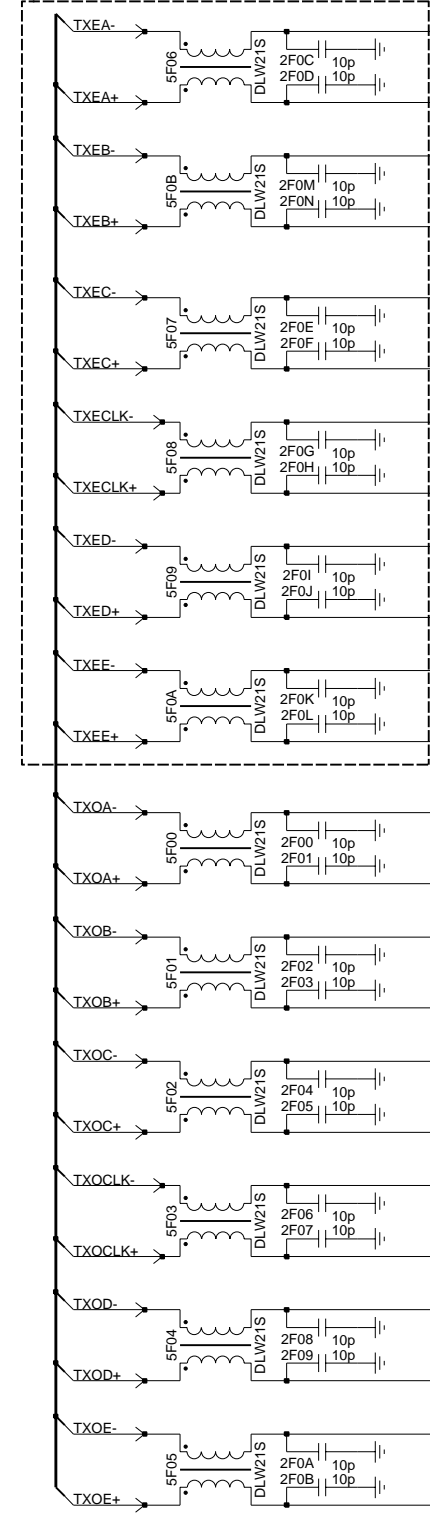 TXEA-
5F06
DLW21S
2F0C
10p
2F0D
10p
TXEA+
TXEB-
5F0B
DLW21S
2F0M
10p
2F0N
10p
TXEB+
TXEC-
5F07
DLW21S
2F0E
10p
2F0F
10p
TXEC+
TXECLK-
5F08
DLW21S
2F0G
10p
2F0H
10p
TXECLK+
TXED-
5F09
DLW21S
2F0I
10p
2F0J
10p
TXED+
TXEE-
5F0A
DLW21S
2F0K
10p
2F0L
10p
TXEE+
TXOA-
5F00
DLW21S
2F00
10p
2F01
10p
TXOA+
TXOB-
5F01
DLW21S
2F02
10p
2F03
10p
TXOB+
TXOC-
5F02
DLW21S
2F04
10p
2F05
10p
TXOC+
TXOCLK-
5F03
DLW21S
2F06
10p
2F07
10p
TXOCLK+
TXOD-
5F04
DLW21S
2F08
10p
2F09
10p
TXOD+
TXOE-
5F05
DLW21S
2F0A
10p
2F0B
10p
TXOE+